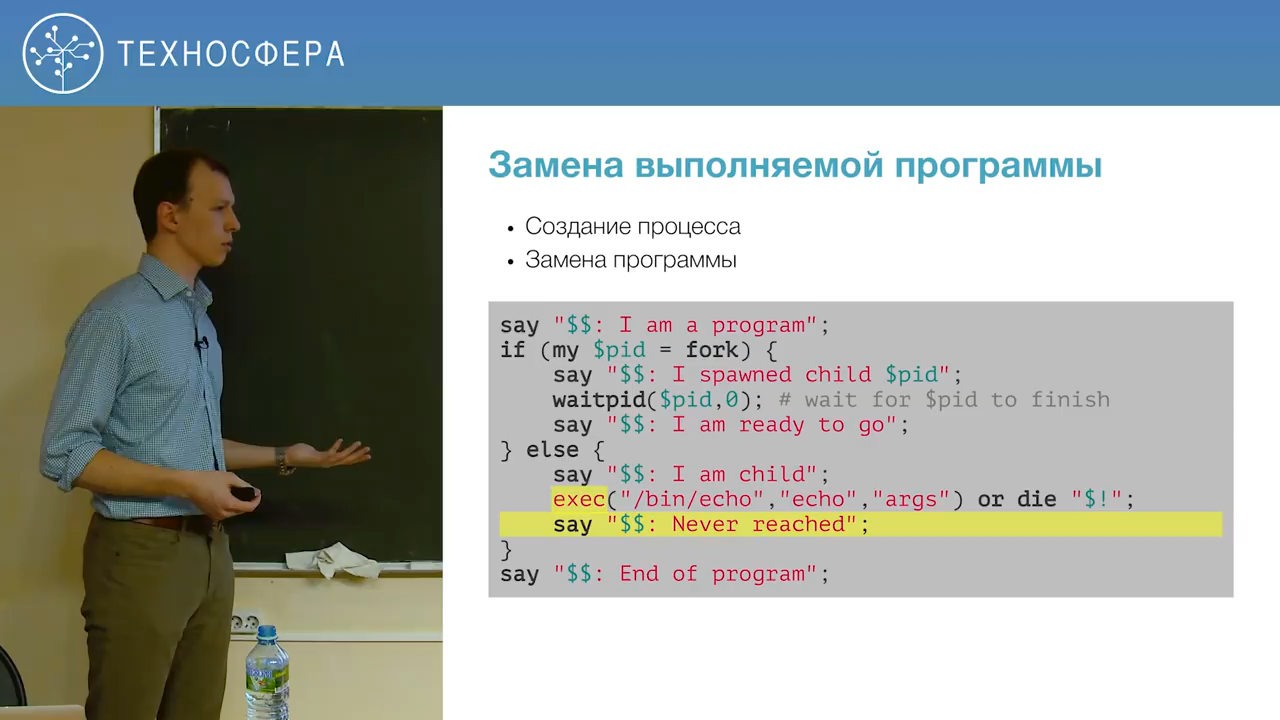 ТЕХНОСФЕРА
Замена выполняемой программы
• Создание процесса
• Замена программы
say "$$: I am a program";
if (my $pid = fork) {
    say "$$: I spawned child $pid";
    waitpid($pid,0); # wait for $pid to finish
    say "$$: I am ready to go";
} else {
    say "$$: I am child";
    exec("/bin/echo","echo","args") or die "$!";
    say "$$: Never reached";
}
say "$$: End of program";